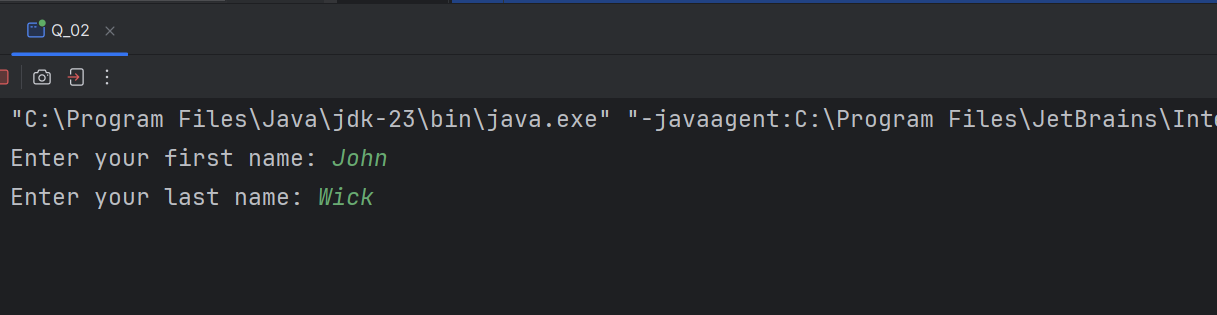 Q_02
"C:\Program Files\Java\jdk-23\bin\java.exe" "-javaagent:C:\Program Files\JetBrains\Int
Enter your first name: John
Enter your last name: Wick